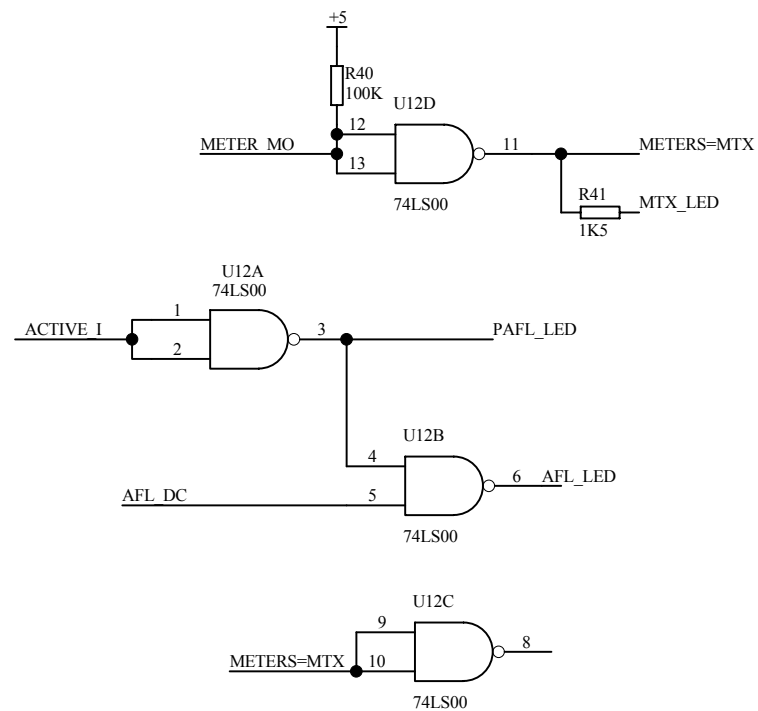 +5
R40
100K
U12D
12
METER_MO
11
METERS=MTX
13
R41
MTX_LED
74LS00
1K5
U12A
74LS00
1
ACTIVE_I
3
PAFL_LED
2
U12B
4
6
AFL_LED
AFL_DC
5
74LS00
U12C
9
8
METERS=MTX
10
74LS00